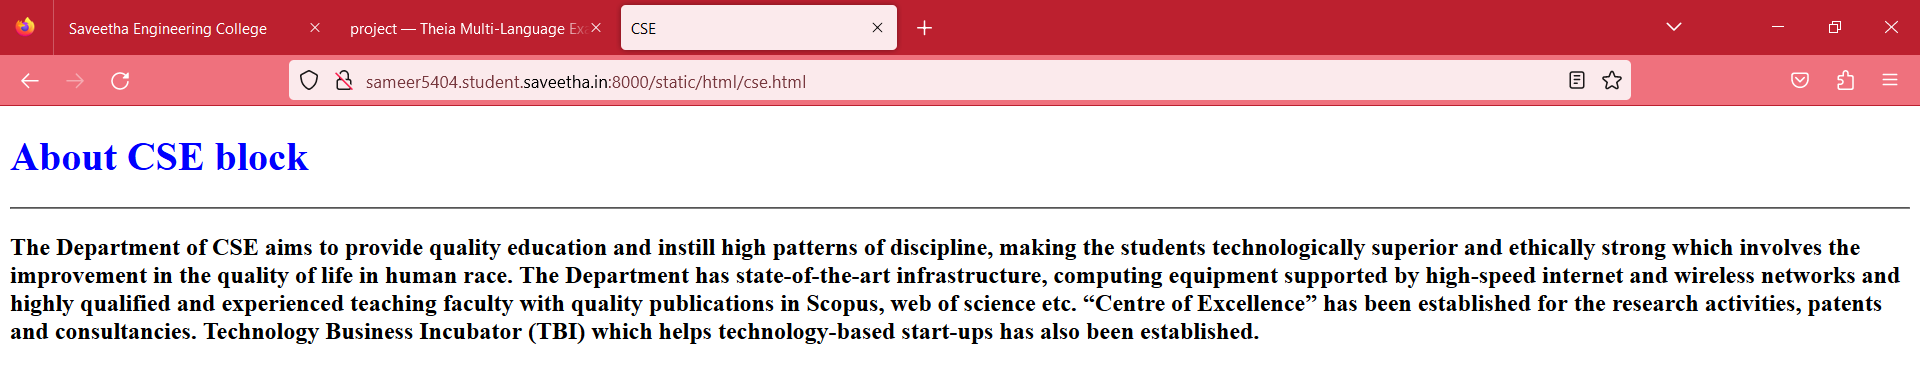 Saveetha Engineering College
project — Theia Multi-Language Exa
CSE
sameer5404.student.saveetha.in:8000/static/html/cse.html
About CSE block
The Department of CSE aims to provide quality education and instill high patterns of discipline, making the students technologically superior and ethically strong which involves the
improvement in the quality of life in human race. The Department has state-of-the-art infrastructure, computing equipment supported by high-speed internet and wireless networks and
highly qualified and experienced teaching faculty with quality publications in Scopus, web of science etc. “Centre of Excellence” has been established for the research activities, patents
and consultancies. Technology Business Incubator (TBI) which helps technology-based start-ups has also been established.